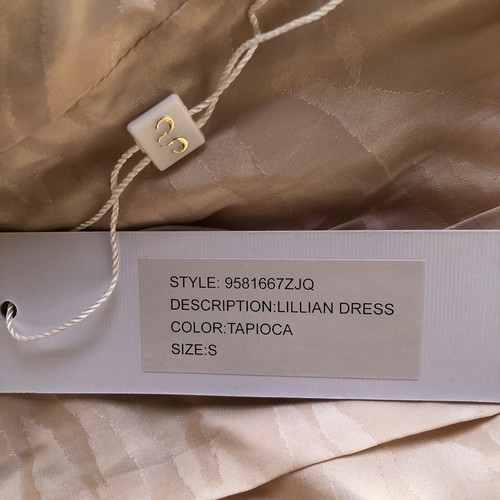 STYLE: 9581667ZJQ
DESCRIPTION:LILLIAN DRESS
COLOR:TAPIOCA
SIZE:S